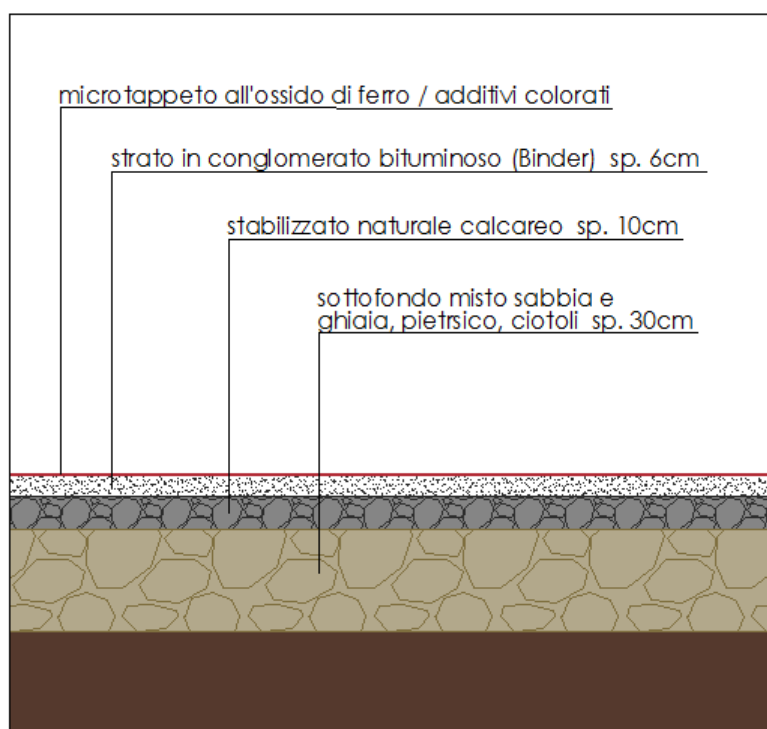 microtappeto all'ossido di ferro / additivi colorati
strato in conglomerato bituminoso (Binder) sp. 6cm
stabilizzato naturale calcareo sp. 10cm
sottofondo misto sabbia e
ghiaia, pietrsico, ciotoli sp. 30cm